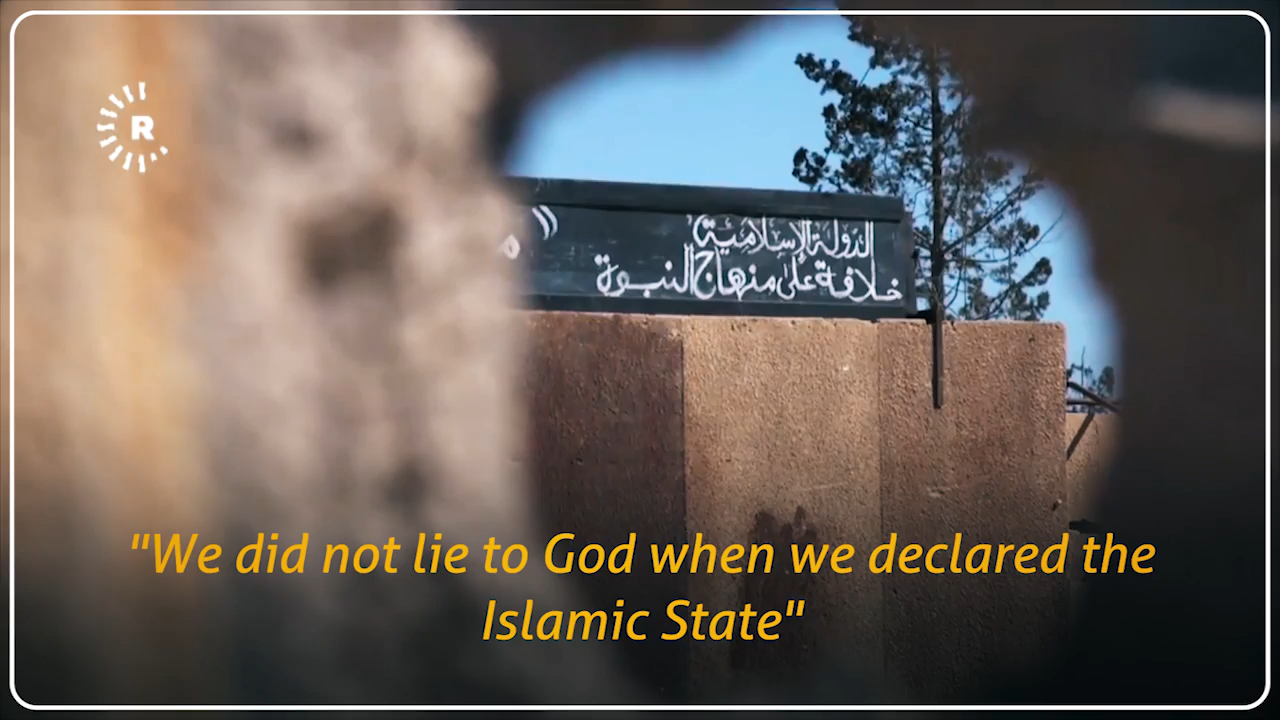 R
الدولة الإسلامية
خلافة على منهاج النبوة
"We did not lie to God when we declared the
Islamic State"